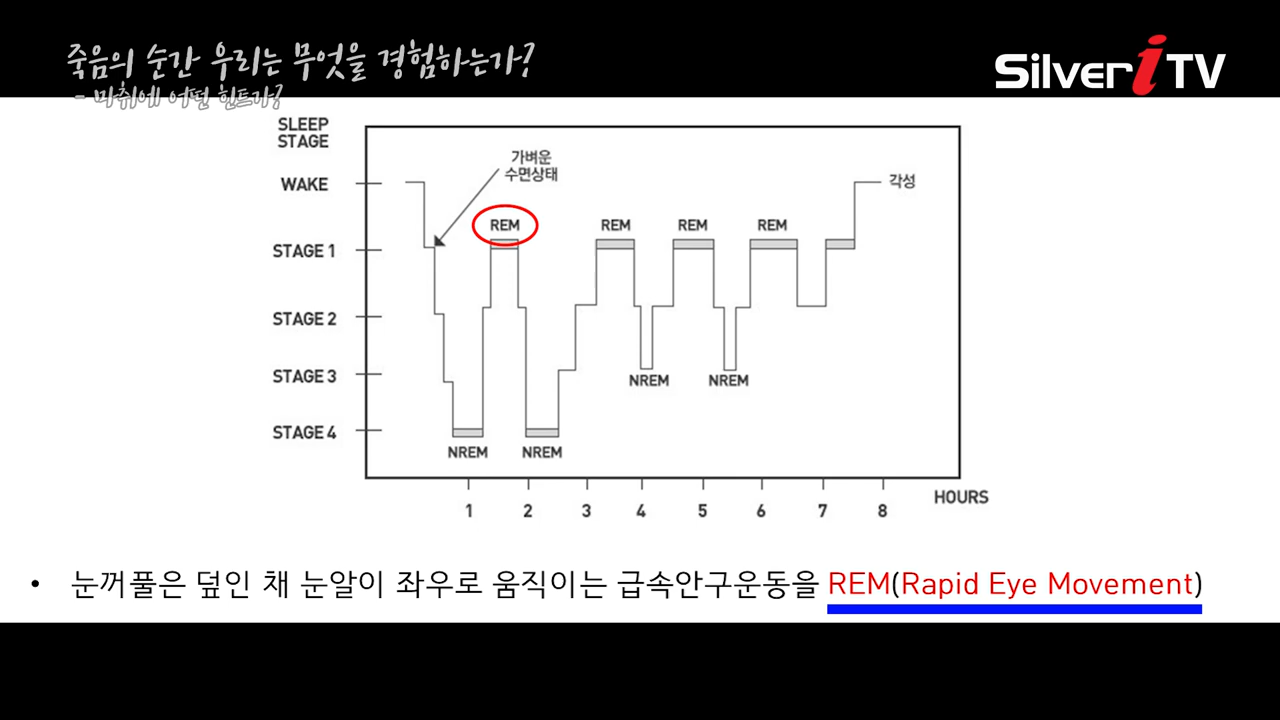 죽음의 순간 우리는 무엇을 경험하는가?
- 마취에 어떤 힌트가?
Silver i TV
SLEEP
STAGE
가벼운
수면상태
WAKE
각성
REM
REM
REM
REM
STAGE 1
STAGE 2
STAGE 3
NREM
NREM
STAGE 4
NREM
NREM
HOURS
1 2 3 4 5 6 7 8
• 눈꺼풀은 덮인 채 눈알이 좌우로 움직이는 급속안구운동을 REM(Rapid Eye Movement)